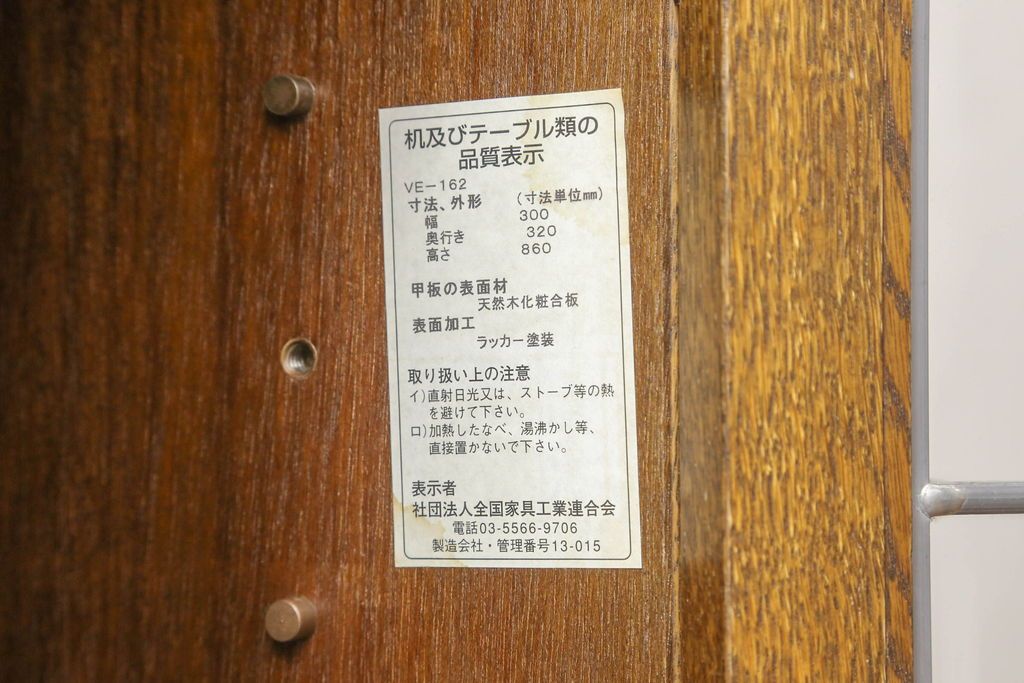 机及びテーブル類の
品質表示
VE-162
寸法、外形 (寸法単位㎜)
幅 300
奥行き 320
高さ 860
甲板の表面材
天然木化粧合板
表面加工
ラッカー塗装
取り扱い上の注意
イ)直射日光又は、ストーブ等の熱
を避けて下さい。
ロ)加熱したなべ、湯沸かし等、
直接置かないで下さい。
表示者
社団法人全国家具工業連合会
電話03-5566-9706
製造会社・管理番号13-015